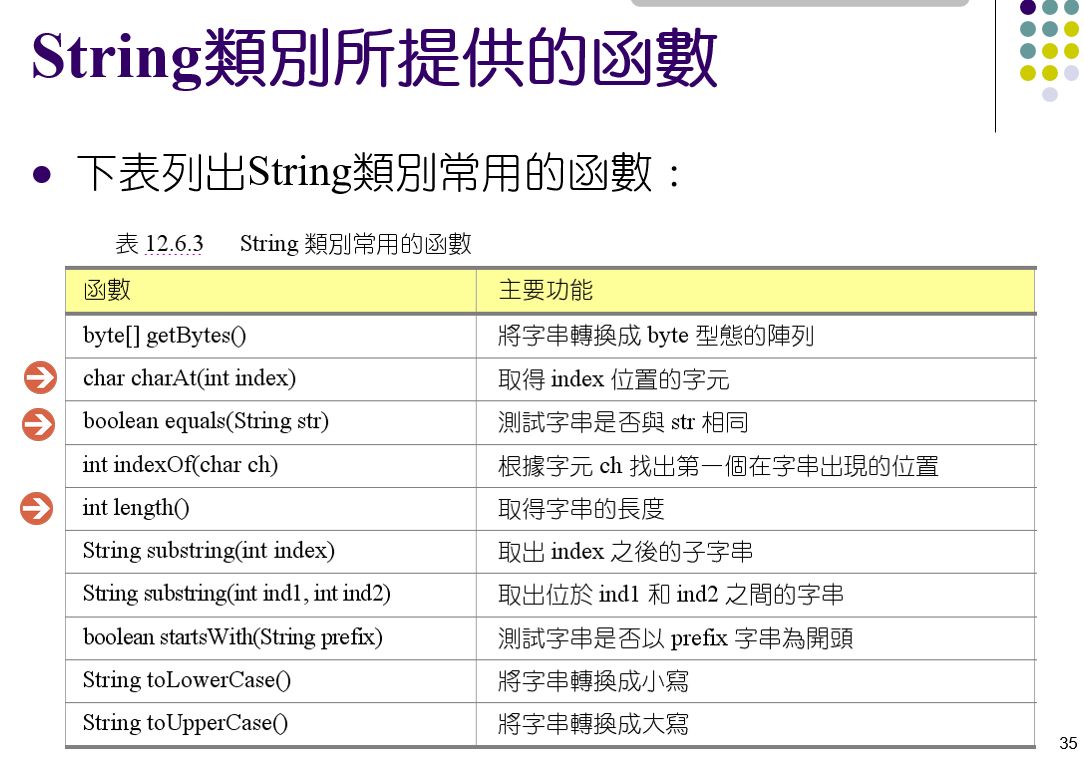 String類別所提供的函數
下表列出String類別常用的函數：
表 12.6.3 String 類別常用的函數
函數 主要功能
byte[] getBytes() 將字串轉換成 byte 型態的陣列
char charAt(int index) 取得 index 位置的字元
boolean equals(String str) 測試字串是否與 str 相同
int indexOf(char ch) 根據字元 ch 找出第一個在字串出現的位置
int length() 取得字串的長度
String substring(int index) 取出 index 之後的子字串
String substring(int ind1, int ind2) 取出位於 ind1 和 ind2 之間的字串
boolean startsWith(String prefix) 測試字串是否以 prefix 字串為開頭
String toLowerCase() 將字串轉換成小寫
String toUpperCase() 將字串轉換成大寫
35